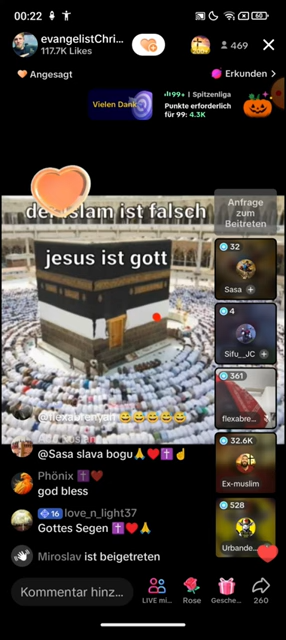 00:22
60
evangelistChri...
117.7K Likes
469
Angesagt
Erkunden >
Vielen Dank
99+ | Spitzenliga
Punkte erforderlich
für 99: 4.3K
der islam ist falsch
jesus ist gott
Anfrage
zum
Beitreten
32
Sasa
4
Sifu__JC
361
flexabre...
32.6K
Ex-muslim
528
Urbande...
@Sasa slava bogu🙏❤️✝️☝️
Phönix ✝️❤️
god bless
16 love_n_light37
Gottes Segen ✝️❤️🙏
Miroslav ist beigetreten
Kommentar hinz...
LIVE mi...
Rose
Gesche...
260